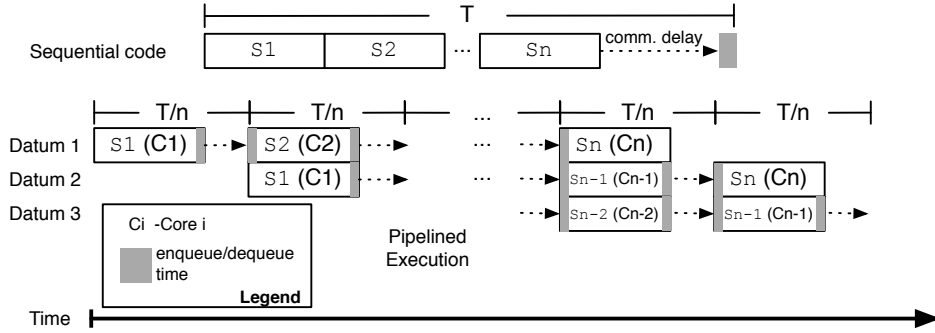 T
Sequential code S1 S2 ... Sn comm. delay
T/n T/n ... T/n T/n
Datum 1 S1 (C1) S2 (C2) ... Sn (Cn)
Datum 2 S1 (C1) ... Sn-1 (Cn-1) Sn (Cn)
Datum 3 Sn-2 (Cn-2) Sn-1 (Cn-1)
Ci -Core i
enqueue/dequeue
time
Legend
Pipelined
Execution
Time